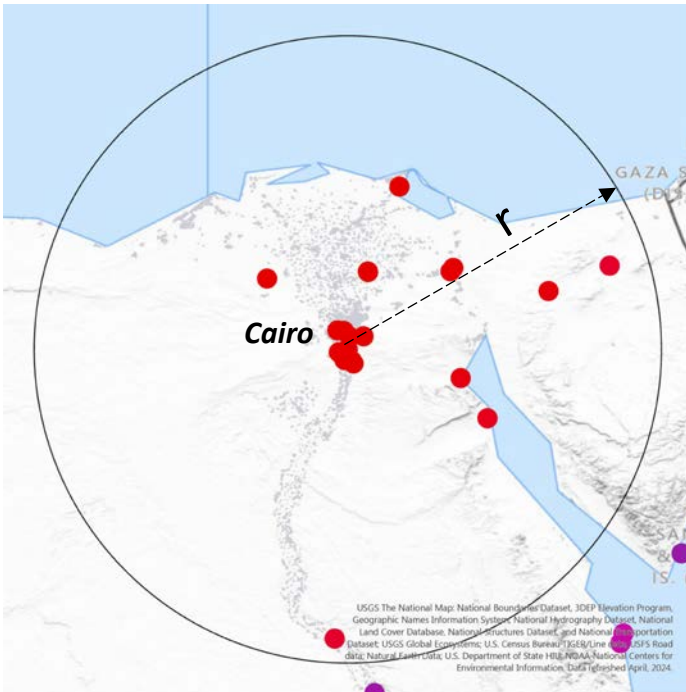 GAZA S
(DI
r
Cairo
SAN
&
IS.
USGS The National Map: National Boundaries Dataset, 3DEP Elevation Program,
Geographic Names Information System, National Hydrography Dataset, National
Land Cover Database, National Structures Dataset, and National Transportation
Dataset; USGS Global Ecosystems; U.S. Census Bureau TIGER/Line data; USFS Road
data; Natural Earth Data; U.S. Department of State HIU; NOAA National Centers for
Environmental Information. Data refreshed April, 2024.